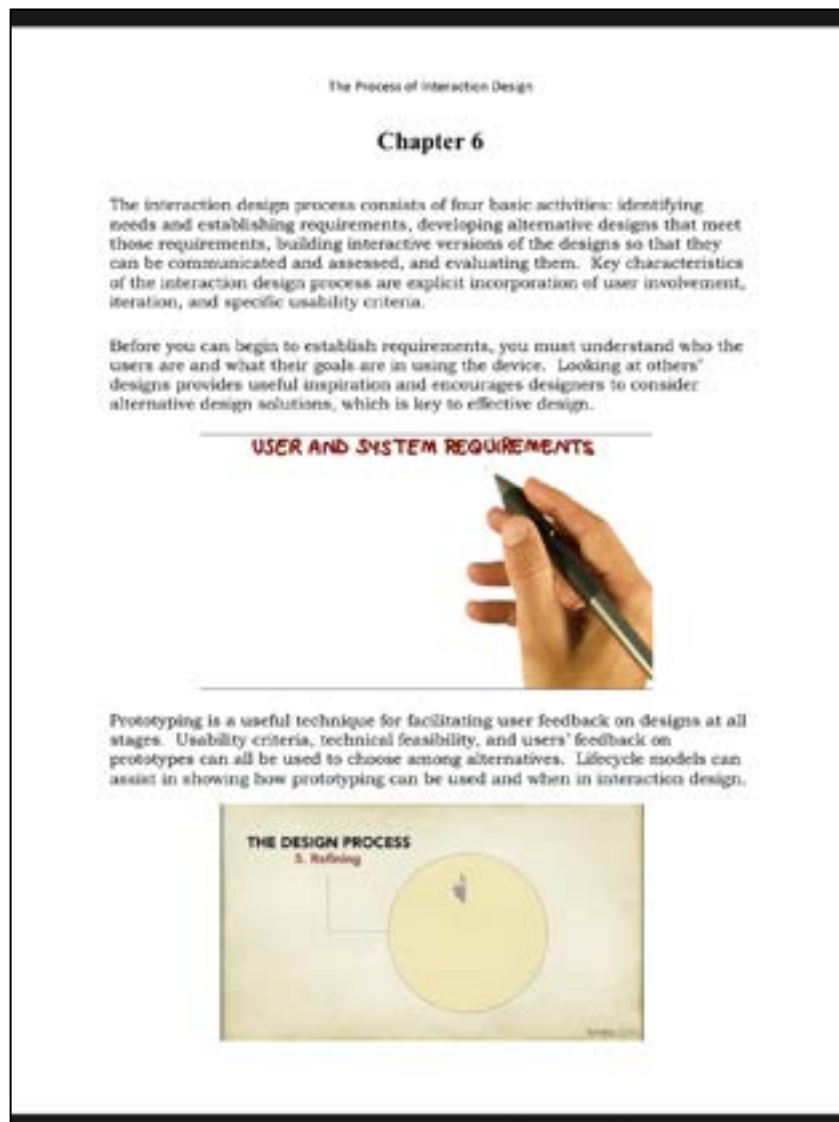 The Process of Interaction Design
Chapter 6
The interaction design process consists of four basic activities: identifying
needs and establishing requirements, developing alternative designs that meet
those requirements, building interactive versions of the designs so that they
can be communicated and assessed, and evaluating them. Key characteristics
of the interaction design process are explicit incorporation of user involvement,
iteration, and specific usability criteria.
Before you can begin to establish requirements, you must understand who the
users are and what their goals are in using the device. Looking at others'
designs provides useful inspiration and encourages designers to consider
alternative design solutions, which is key to effective design.
USER AND SYSTEM REQUIREMENTS
Prototyping is a useful technique for facilitating user feedback on designs at all
stages. Usability criteria, technical feasibility, and users' feedback on
prototypes can all be used to choose among alternatives. Lifecycle models can
assist in showing how prototyping can be used and when in interaction design.
THE DESIGN PROCESS
Refining